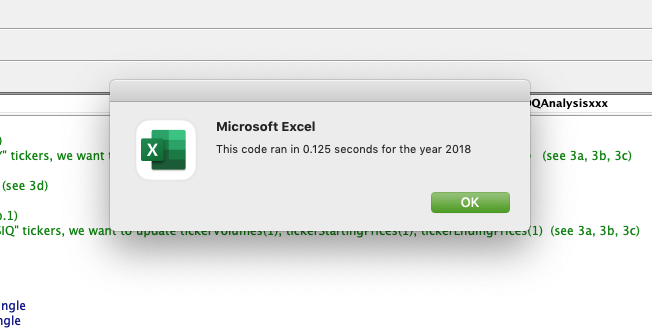 QAnalysisxxx
Microsoft Excel
This code ran in 0.125 seconds for the year 2018
OK
)
" tickers, we want t
(see 3a, 3b, 3c)
(see 3d)
.1)
SIQ" tickers, we want to update tickerVolumes(1), tickerStartingPrices(1), tickerEndingPrices(1) (see 3a, 3b, 3c)
ngle
ngle